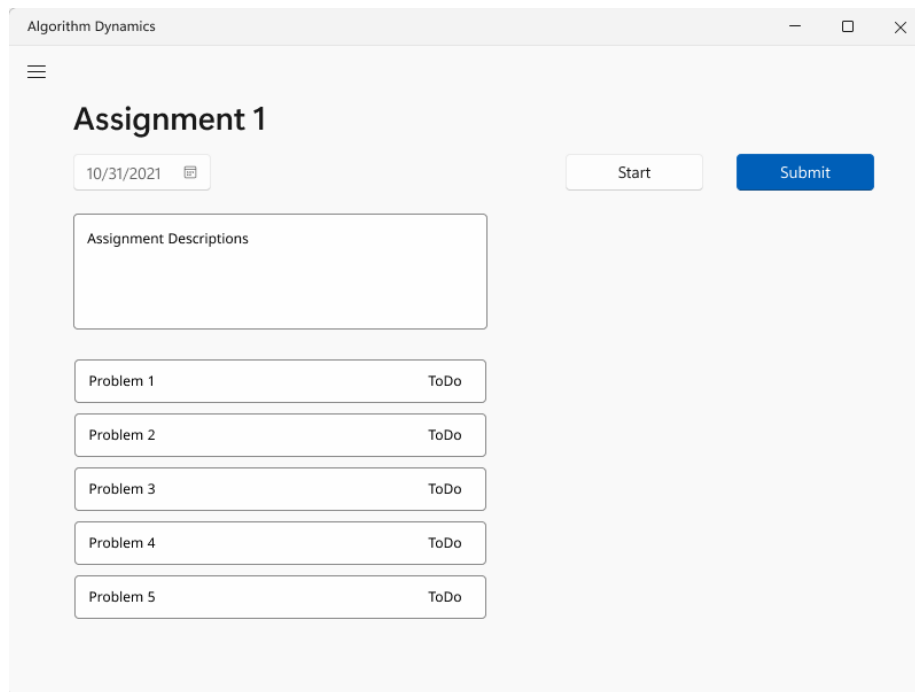 Algorithm Dynamics
Assignment 1
10/31/2021
Start
Submit
Assignment Descriptions
Problem 1 ToDo
Problem 2 ToDo
Problem 3 ToDo
Problem 4 ToDo
Problem 5 ToDo